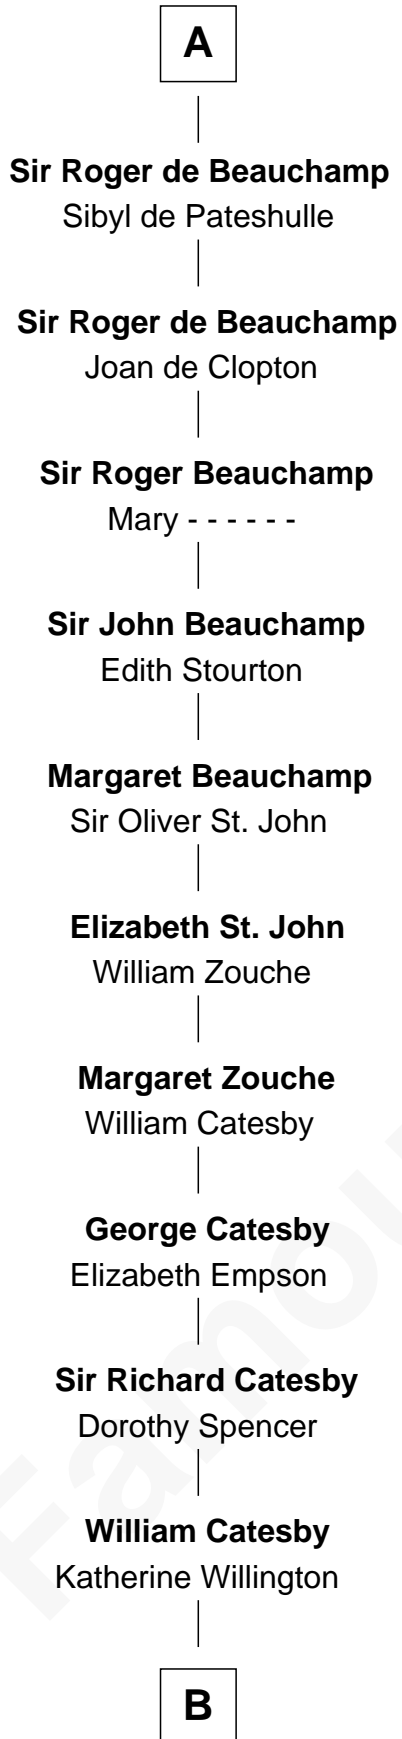 A
Sir Roger de Beauchamp
Sibyl de Pateshulle
Sir Roger de Beauchamp
Joan de Clopton
Sir Roger Beauchamp
Mary - - - - - -
Sir John Beauchamp
Edith Stourton
Margaret Beauchamp
Sir Oliver St. John
Elizabeth St. John
William Zouche
Margaret Zouche
William Catesby
George Catesby
Elizabeth Empson
Sir Richard Catesby
Dorothy Spencer
William Catesby
Katherine Willington
B
Famou